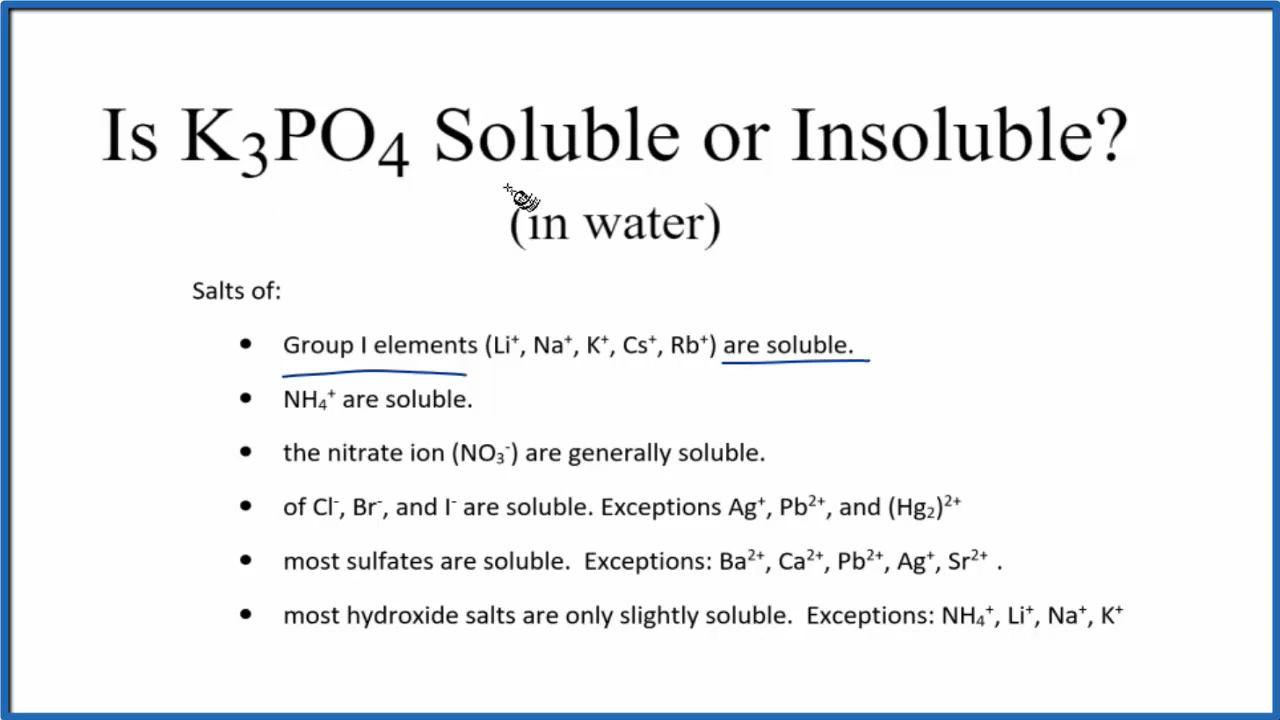 Is K₃PO₄ Soluble or Insoluble?
(in water)
Salts of:
• Group I elements (Li⁺, Na⁺, K⁺, Cs⁺, Rb⁺) are soluble.
• NH₄⁺ are soluble.
• the nitrate ion (NO₃⁻) are generally soluble.
• of Cl⁻, Br⁻, and I⁻ are soluble. Exceptions Ag⁺, Pb²⁺, and (Hg₂)²⁺
• most sulfates are soluble.  Exceptions: Ba²⁺, Ca²⁺, Pb²⁺, Ag⁺, Sr²⁺ .
• most hydroxide salts are only slightly soluble.  Exceptions: NH₄⁺, Li⁺, Na⁺, K⁺